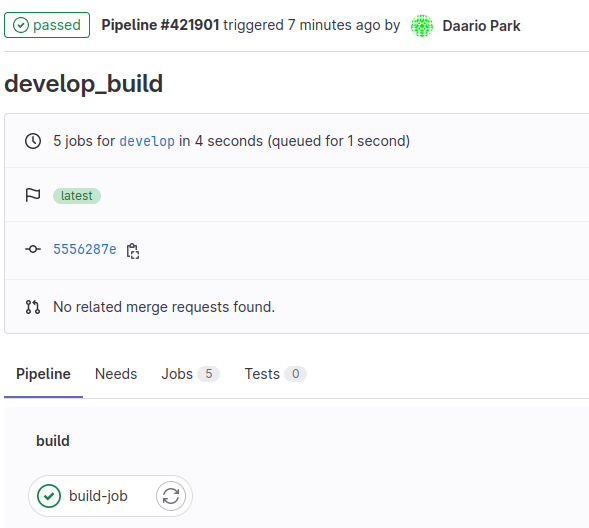 passed Pipeline #421901 triggered 7 minutes ago by Daario Park
develop_build
5 jobs for develop in 4 seconds (queued for 1 second)
latest
5556287e
No related merge requests found.
Pipeline Needs Jobs 5 Tests 0
build
build-job